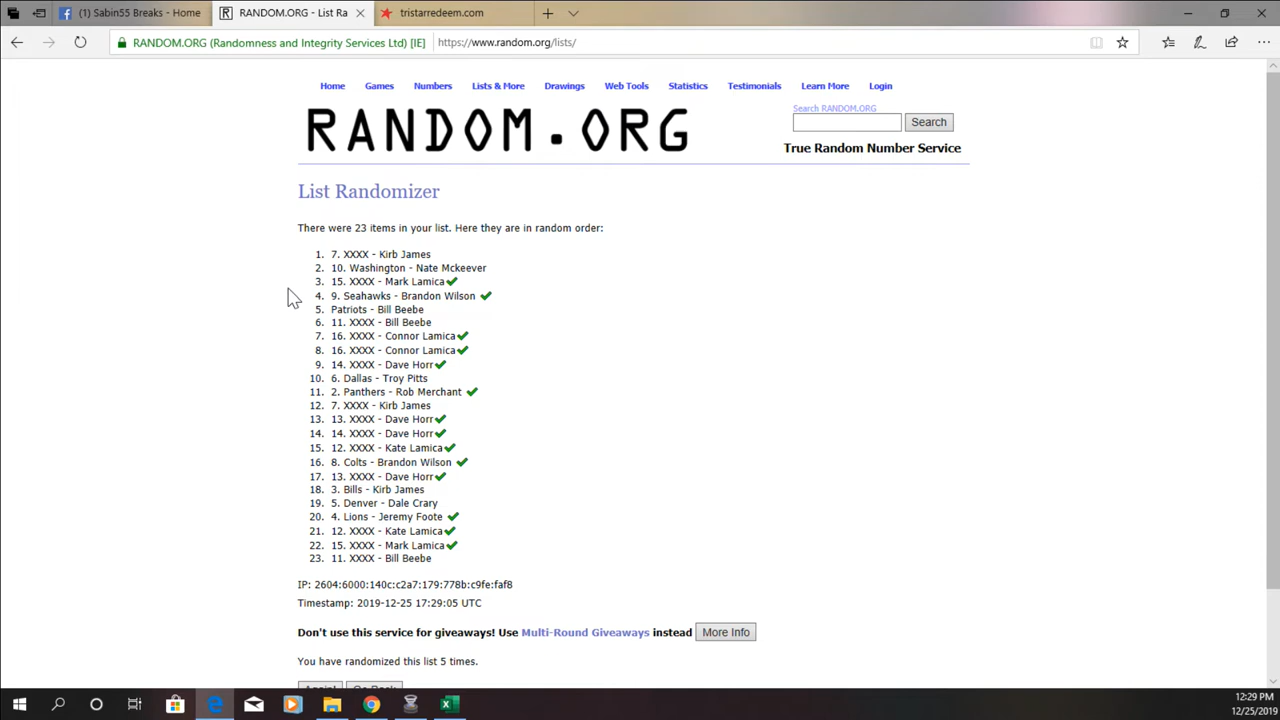 (1) Sabin55 Breaks - Home
RANDOM.ORG - List Ra
tristarredeem.com
RANDOM.ORG (Randomness and Integrity Services Ltd) [IE]
https://www.random.org/lists/
Home Games Numbers Lists & More Drawings Web Tools Statistics Testimonials Learn More Login
RANDOM.ORG
Search RANDOM.ORG
Search
True Random Number Service
List Randomizer
There were 23 items in your list. Here they are in random order:
1. 7. XXXX - Kirb James
2. 10. Washington - Nate Mckeever
3. 15. XXXX - Mark Lamica✔
4. 9. Seahawks - Brandon Wilson ✔
5. Patriots - Bill Beebe
6. 11. XXXX - Bill Beebe
7. 16. XXXX - Connor Lamica✔
8. 16. XXXX - Connor Lamica✔
9. 14. XXXX - Dave Horr✔
10. 6. Dallas - Troy Pitts
11. 2. Panthers - Rob Merchant ✔
12. 7. XXXX - Kirb James
13. 13. XXXX - Dave Horr✔
14. 14. XXXX - Dave Horr✔
15. 12. XXXX - Kate Lamica✔
16. 8. Colts - Brandon Wilson ✔
17. 13. XXXX - Dave Horr✔
18. 3. Bills - Kirb James
19. 5. Denver - Dale Crary
20. 4. Lions - Jeremy Foote ✔
21. 12. XXXX - Kate Lamica✔
22. 15. XXXX - Mark Lamica✔
23. 11. XXXX - Bill Beebe
IP: 2604:6000:140c:c2a7:179:778b:c9fe:faf8
Timestamp: 2019-12-25 17:29:05 UTC
Don't use this service for giveaways! Use Multi-Round Giveaways instead More Info
You have randomized this list 5 times.
Again! Go Back
12:29 PM
12/25/2019